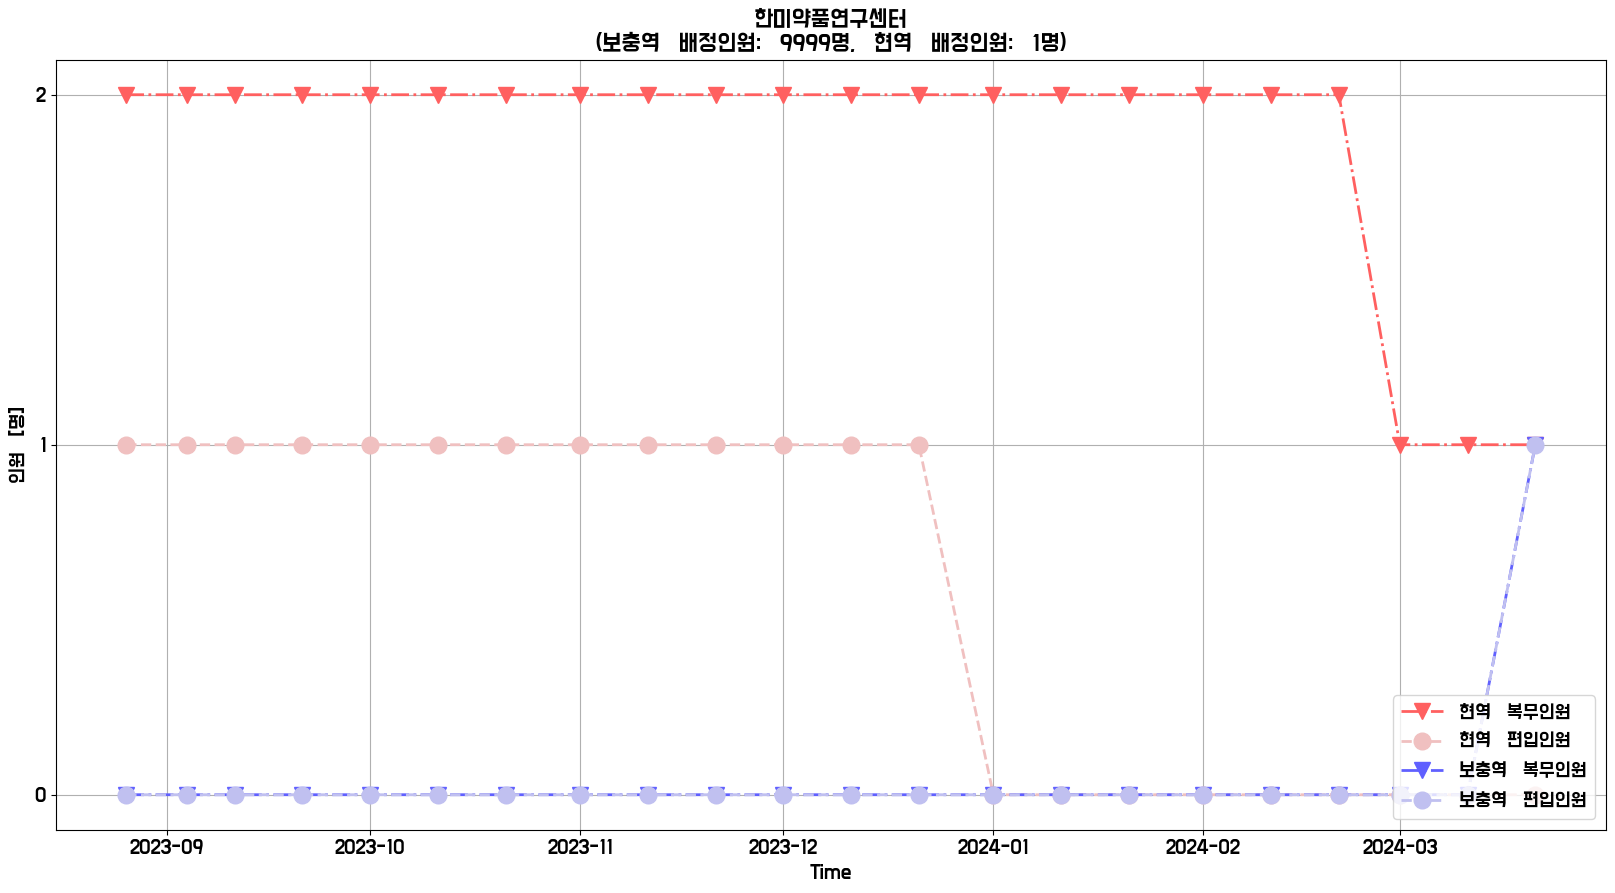 한미약품연구센터
(보충역 배정인원: 9999명, 현역 배정인원: 1명)
인원 [명]
2
1
0
2023-09 2023-10 2023-11 2023-12 2024-01 2024-02 2024-03
Time
현역 복무인원
현역 편입인원
보충역 복무인원
보충역 편입인원